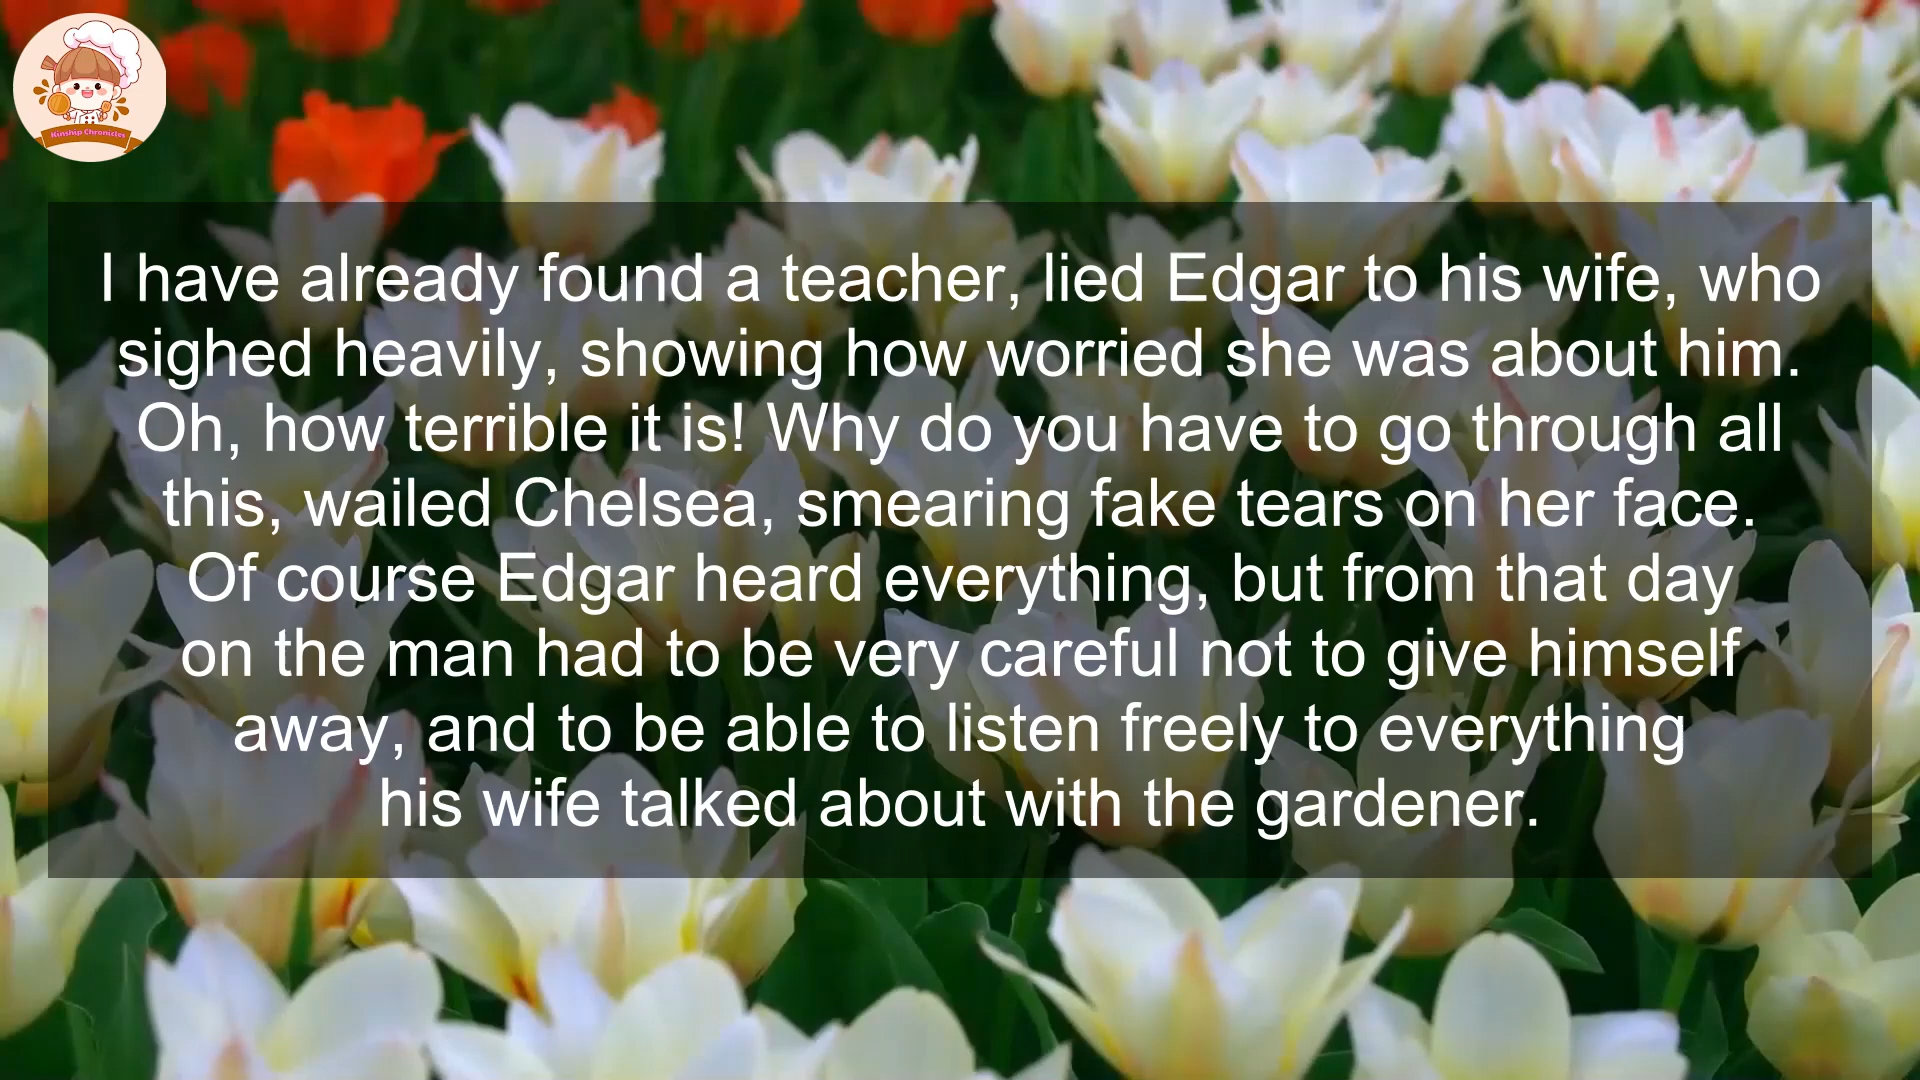 Kinship Chronicles
I have already found a teacher, lied Edgar to his wife, who
sighed heavily, showing how worried she was about him.
Oh, how terrible it is! Why do you have to go through all
this, wailed Chelsea, smearing fake tears on her face.
Of course Edgar heard everything, but from that day
on the man had to be very careful not to give himself
away, and to be able to listen freely to everything
his wife talked about with the gardener.